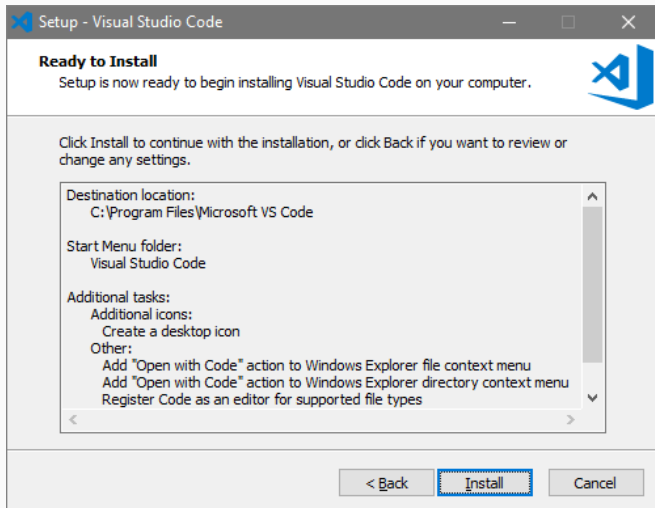 Setup - Visual Studio Code
Ready to Install
Setup is now ready to begin installing Visual Studio Code on your computer.
Click Install to continue with the installation, or click Back if you want to review or
change any settings.
Destination location:
C:\Program Files\Microsoft VS Code
Start Menu folder:
Visual Studio Code
Additional tasks:
Additional icons:
Create a desktop icon
Other:
Add "Open with Code" action to Windows Explorer file context menu
Add "Open with Code" action to Windows Explorer directory context menu
Register Code as an editor for supported file types
< Back
Install
Cancel